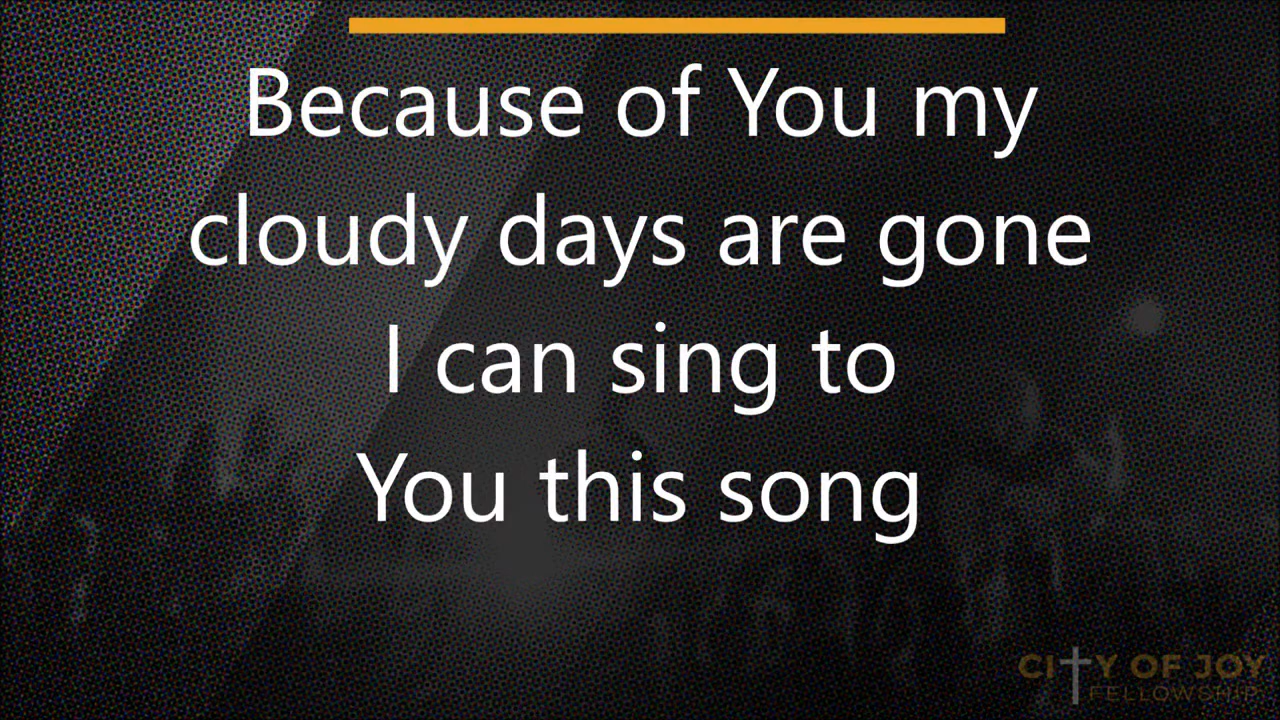 Because of You my
cloudy days are gone
I can sing to
You this song
CITY OF JOY
FELLOWSHIP